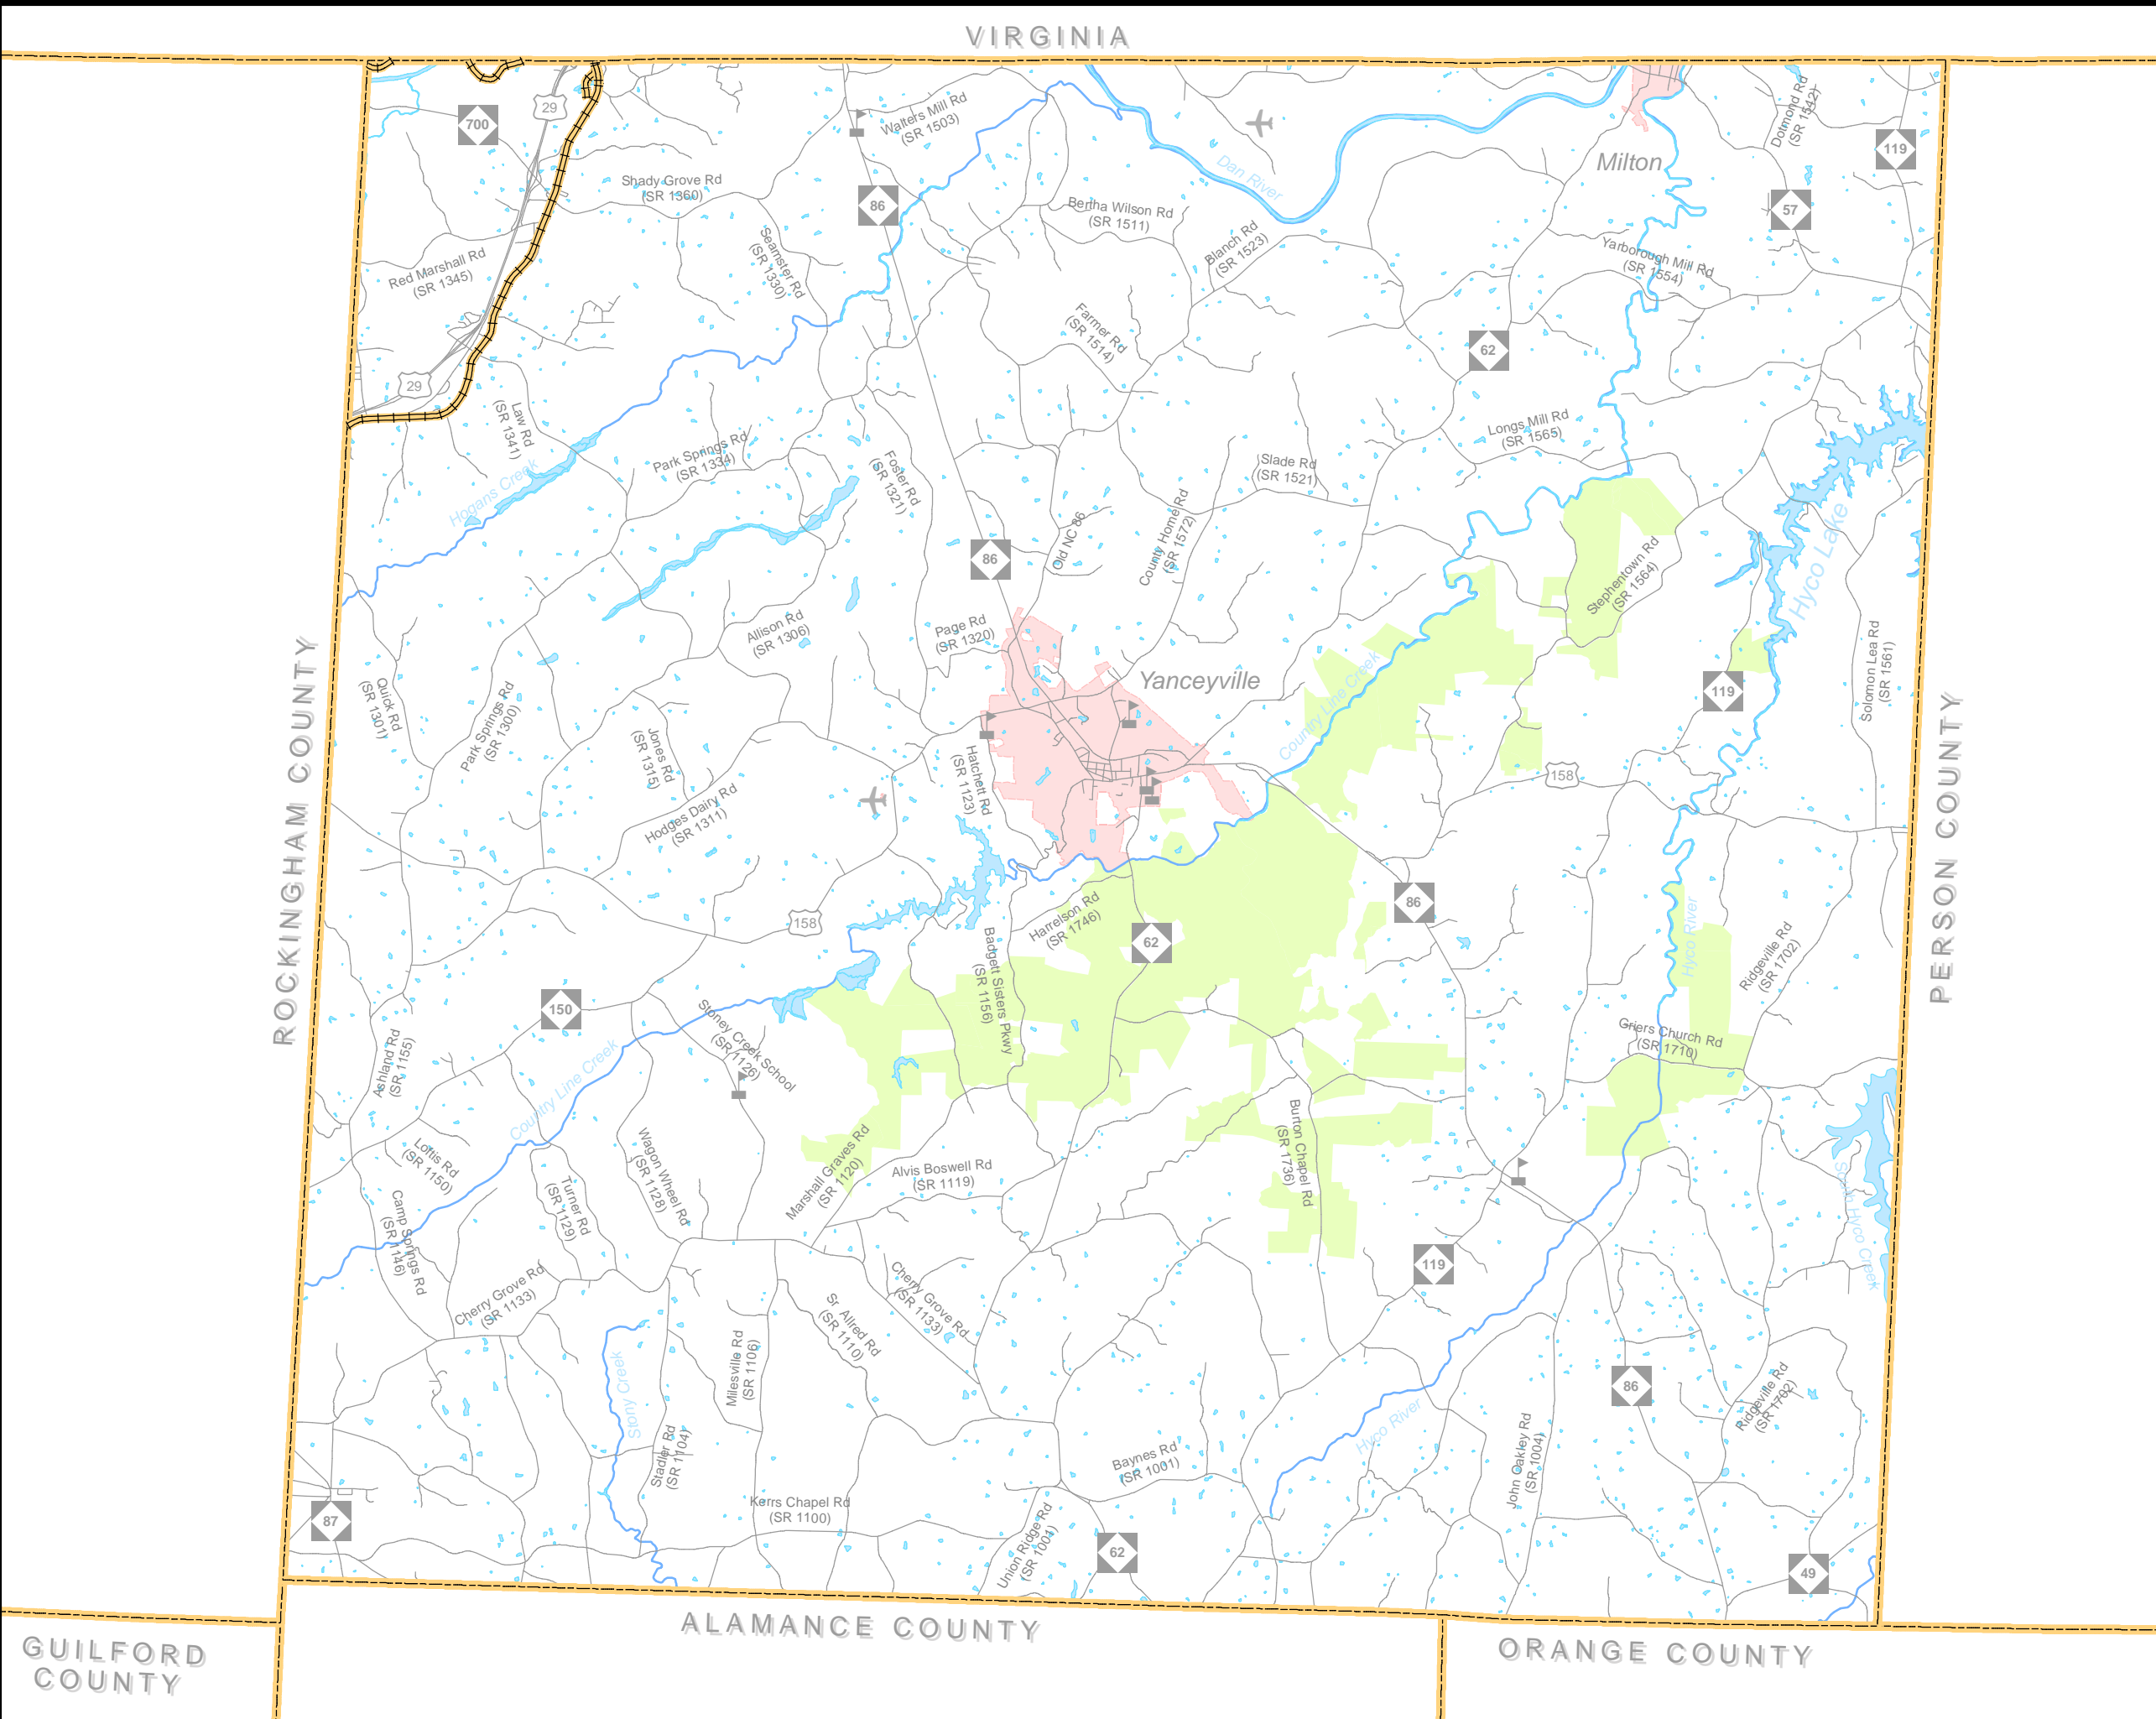 VIRGINIA
29
700
Walters Mill Rd
(SR 1503)
Dotmond Rd
(SR 1542)
119
Milton
Dan River
Shady Grove Rd
(SR 1360)
86
57
Bertha Wilson Rd
(SR 1511)
Blanch Rd
(SR 1523)
Seamster Rd
(SR 1330)
Yarborough Mill Rd
(SR 1554)
Red Marshall Rd
(SR 1345)
Farmer Rd
(SR 1514)
62
29
Law Rd
(SR 1341)
Longs Mill Rd
(SR 1565)
Park Springs Rd
(SR 1334)
Foster Rd
(SR 1321)
Slade Rd
(SR 1521)
Hogans Creek
Hyco Lake
Old NC 86
County Home Rd
(SR 1572)
86
Stephentown Rd
(SR 1564)
Allison Rd
(SR 1306)
Page Rd
(SR 1320)
Solomon Lea Rd
(SR 1561)
Yanceyville
Country Line Creek
119
Quick Rd
(SR 1301)
Park Springs Rd
(SR 1300)
Jones Rd
(SR 1315)
Hatchett Rd
(SR 1123)
158
ROCKINGHAM COUNTY
PERSON COUNTY
Hodges Dairy Rd
(SR 1311)
158
Harrelson Rd
(SR 1746)
86
62
Badgett Sisters Pkwy
(SR 1156)
Hyco River
Ridgeville Rd
(SR 1702)
150
Stoney Creek School
(SR 1126)
Griers Church Rd
(SR 1710)
Ashland Rd
(SR 1155)
Country Line Creek
Loftis Rd
(SR 1150)
Wagon Wheel Rd
(SR 1128)
Marshall Graves Rd
(SR 1120)
Alvis Boswell Rd
(SR 1119)
Burton Chapel Rd
(SR 1736)
South Hyco Creek
Turner Rd
(SR 1129)
Camp Springs Rd
(SR 1146)
119
Cherry Grove Rd
(SR 1133)
Cherry Grove Rd
(SR 1133)
Sr Allred Rd
(SR 1110)
Milesville Rd
(SR 1106)
Stony Creek
86
Ridgeville Rd
(SR 1702)
Hyco River
Stadler Rd
(SR 1104)
Baynes Rd
(SR 1001)
John Oakley Rd
(SR 1004)
Kerrs Chapel Rd
(SR 1100)
87
Union Ridge Rd
(SR 1001)
62
49
ALAMANCE COUNTY
ORANGE COUNTY
GUILFORD
COUNTY